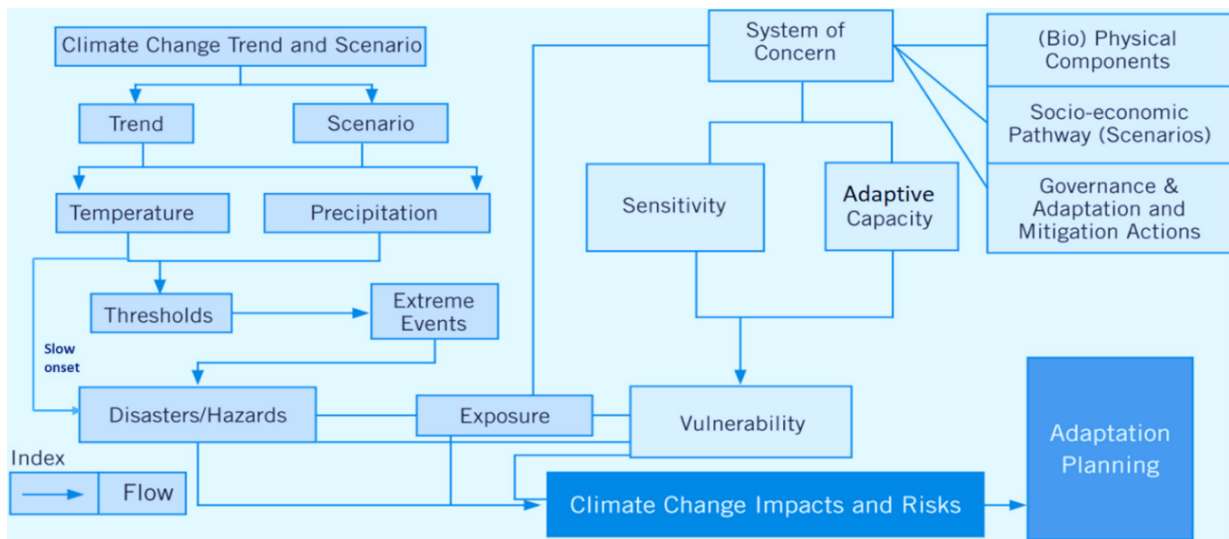 Climate Change Trend and Scenario
Trend
Scenario
Temperature
Precipitation
Thresholds
Extreme
Events
Slow
onset
Disasters/Hazards
Exposure
Index
Flow
System of
Concern
(Bio) Physical
Components
Socio-economic
Pathway (Scenarios)
Governance &
Adaptation and
Mitigation Actions
Sensitivity
Adaptive
Capacity
Vulnerability
Climate Change Impacts and Risks
Adaptation
Planning